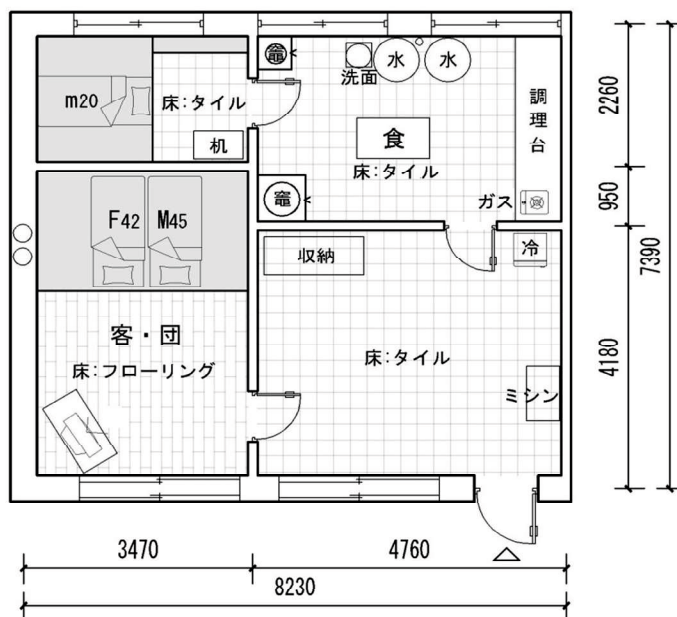 m20
床:タイル
机
竈
洗面
水
水
食
床:タイル
調理台
竈
ガス
F42
M45
客・団
床:フローリング
収納
冷
床:タイル
ミシン
2260
950
4180
7390
3470
4760
8230